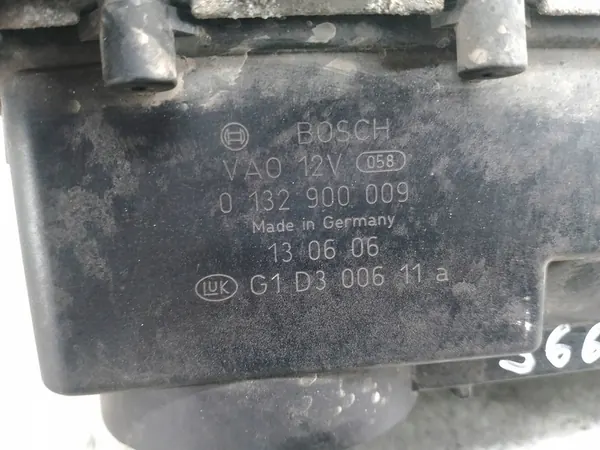 BOSCH
VAO 12V 058
0 132 900 009
Made in Germany
13 06 06
LUK G1 D3 006 11 a